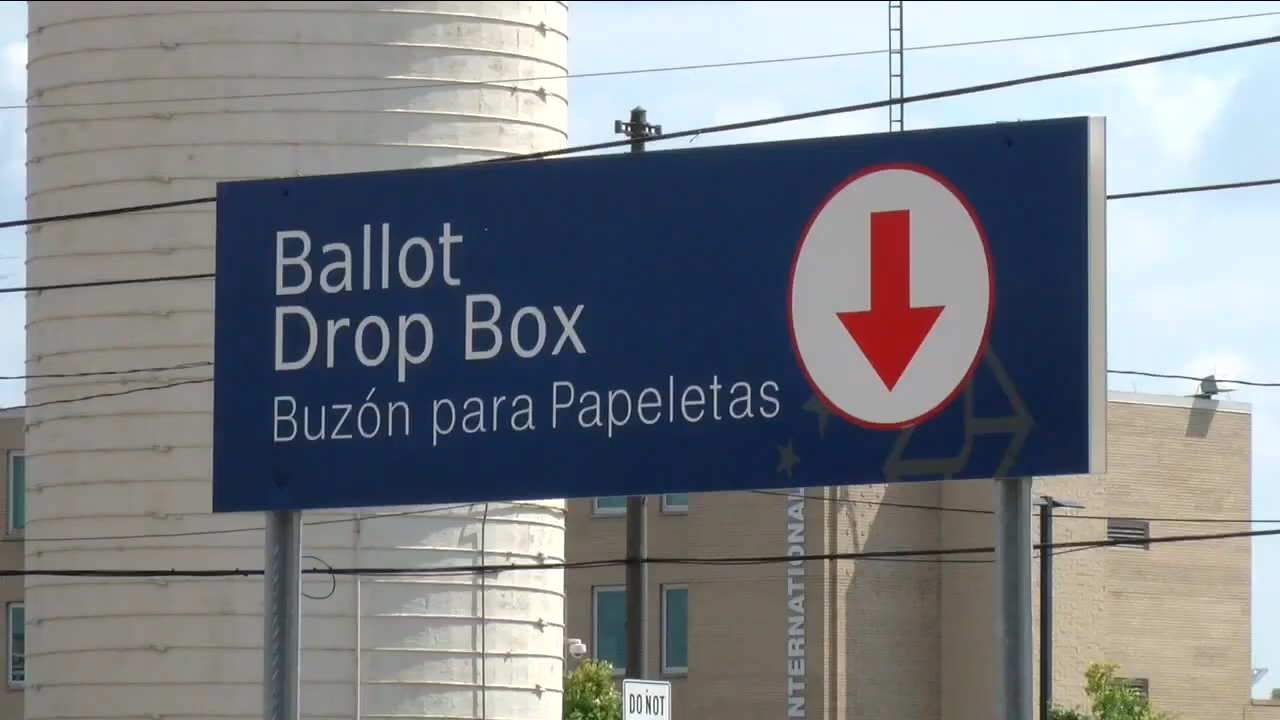 Ballot
Drop Box
Buzón para Papeletas
INTERNATIONAL
DO NOT